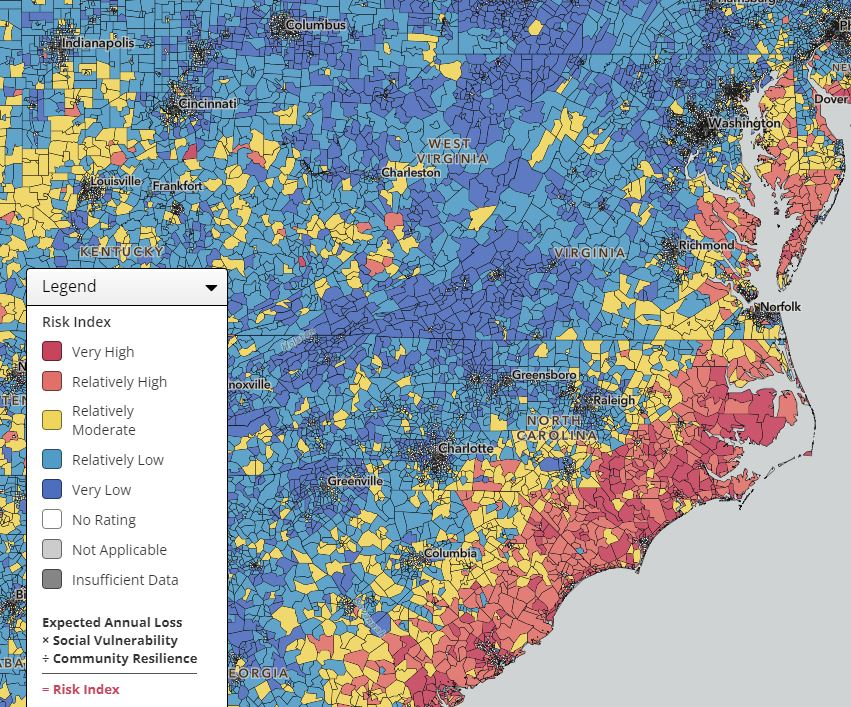 Columbus
Indianapolis
Cincinnati
Dover
Washington
WEST
VIRGINIA
Charleston
Louisville
Frankfort
Richmond
KENTUCKY
VIRGINIA
Norfolk
Legend
Risk Index
Very High
Relatively High
Relatively
Moderate
Relatively Low
Very Low
No Rating
Not Applicable
Insufficient Data
Expected Annual Loss
× Social Vulnerability
÷ Community Resilience
= Risk Index
noxville
Greensboro
Raleigh
NORTH
CAROLINA
Charlotte
Greenville
Columbia
EORGIA